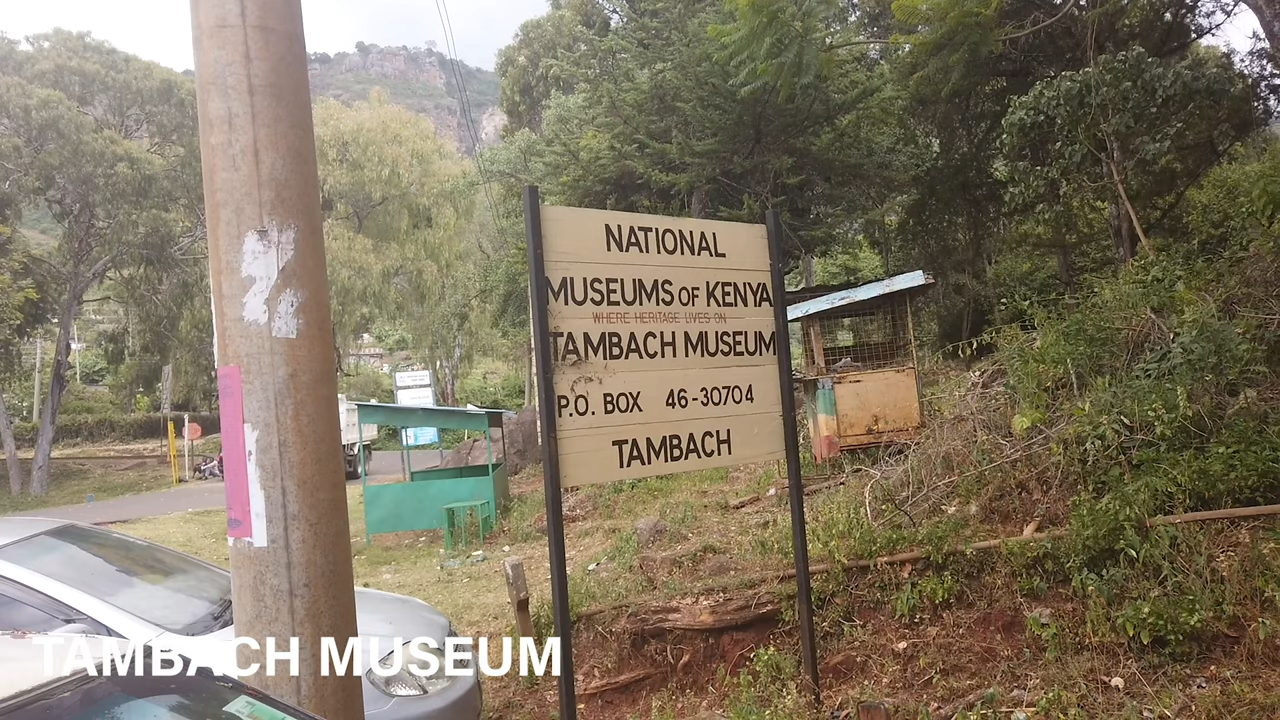 NATIONAL
MUSEUMS OF KENYA
WHERE HERITAGE LIVES ON
TAMBACH MUSEUM
P.O. BOX 46-30704
TAMBACH
TAMBACH MUSEUM